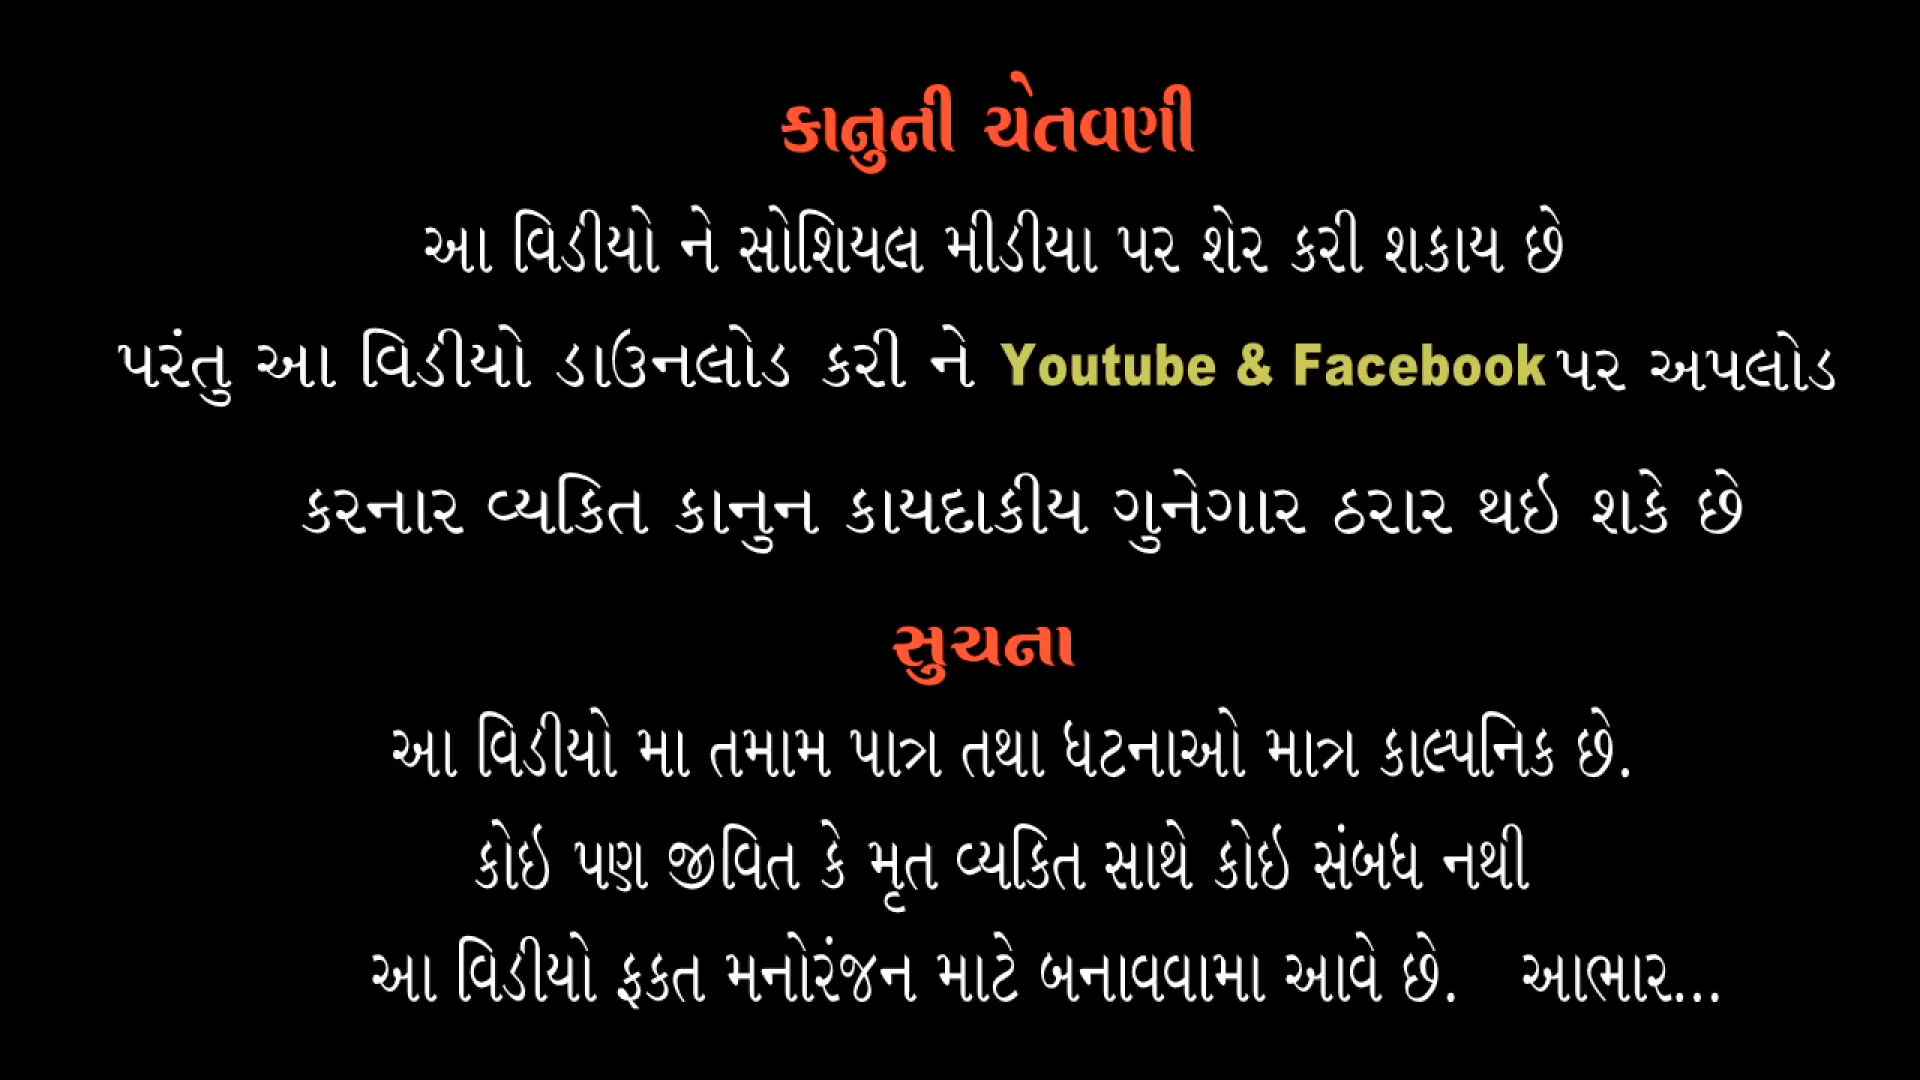 કાનુની ચેતવણી
આ વિડીયો ને સોશિયલ મીડીયા પર શેર કરી શકાય છે
પરંતુ આ વિડીયો ડાઉનલોડ કરી ને Youtube & Facebook પર અપલોડ
કરનાર વ્યકિત કાનુન કાયદાકીય ગુનેગાર ઠરાર થઇ શકે છે
સુચના
આ વિડીયો મા તમામ પાત્ર તથા ધટનાઓ માત્ર કાલ્પનિક છે.
કોઇ પણ જીવિત કે મૃત વ્યકિત સાથે કોઇ સંબધ નથી
આ વિડીયો ફકત મનોરંજન માટે બનાવવામા આવે છે. આભાર...